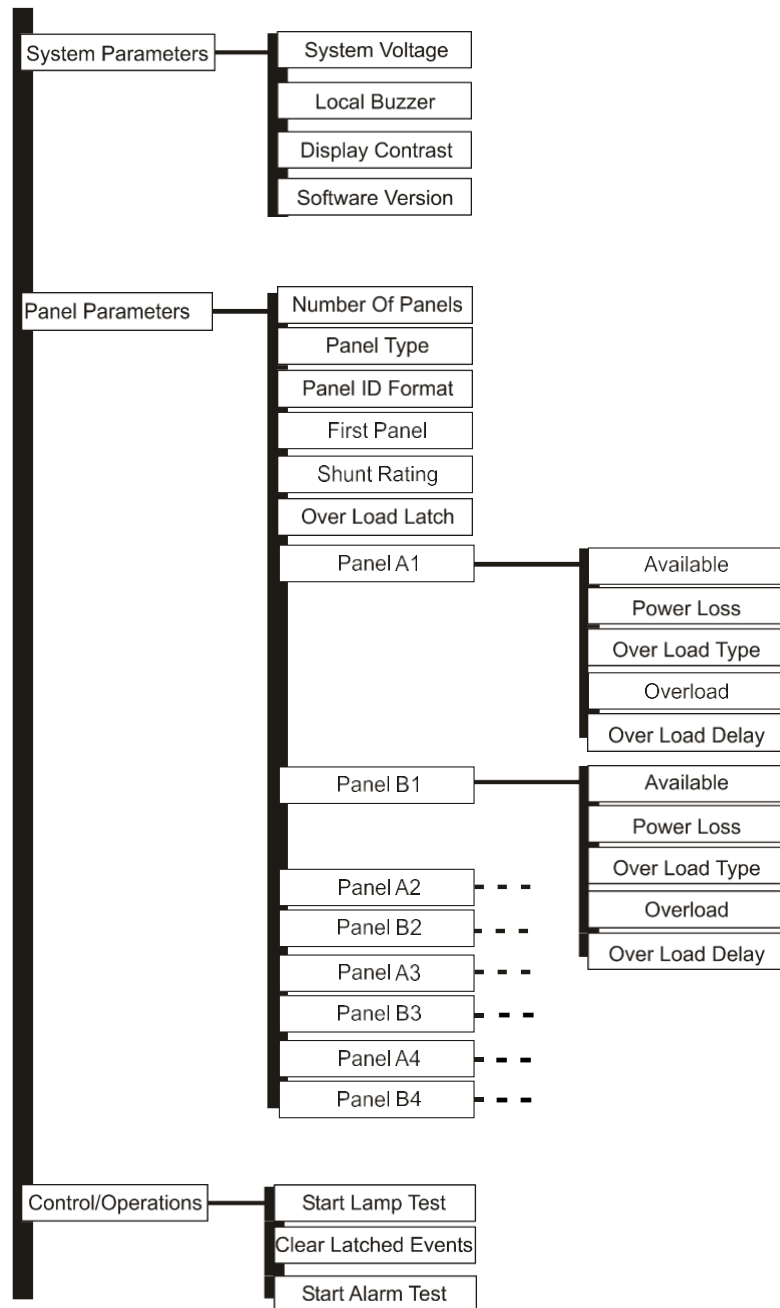 System Parameters
System Voltage
Local Buzzer
Display Contrast
Software Version
Panel Parameters
Number Of Panels
Panel Type
Panel ID Format
First Panel
Shunt Rating
Over Load Latch
Panel A1
Available
Power Loss
Over Load Type
Overload
Over Load Delay
Panel B1
Available
Power Loss
Over Load Type
Overload
Over Load Delay
Panel A2
Panel B2
Panel A3
Panel B3
Panel A4
Panel B4
Control/Operations
Start Lamp Test
Clear Latched Events
Start Alarm Test